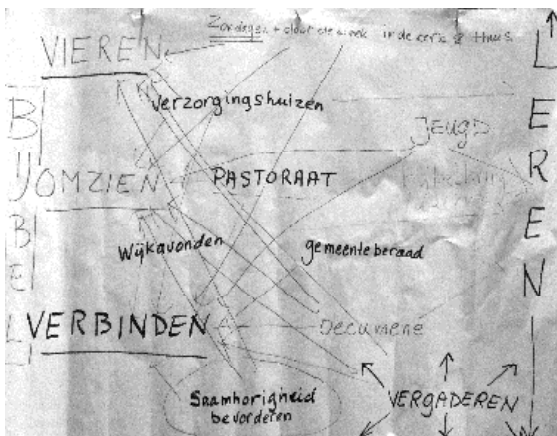 Zondagen + door de week in de kerk & Huus
VIEREN
Verzorgingshuizen
JEUGD
OMZIEN
PASTORAAT
Wijkavonden
gemeenteberaad
VERBINDEN
Oecumene
Saamhorigheid
bevorderen
VERGADEREN
BIJBEL
LEREN